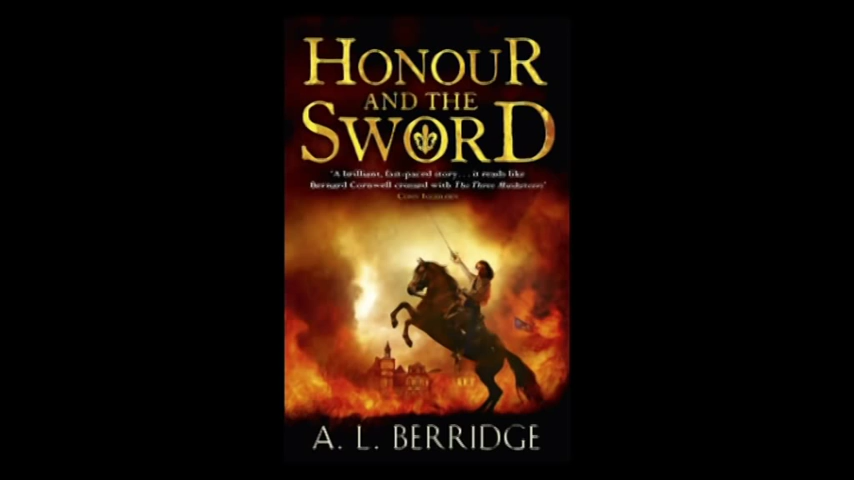 HONOUR
AND THE
SWORD
'A brilliant, fast-paced story... it reads like
Bernard Cornwell crossed with The Three Musketeers'
A. L. BERRIDGE